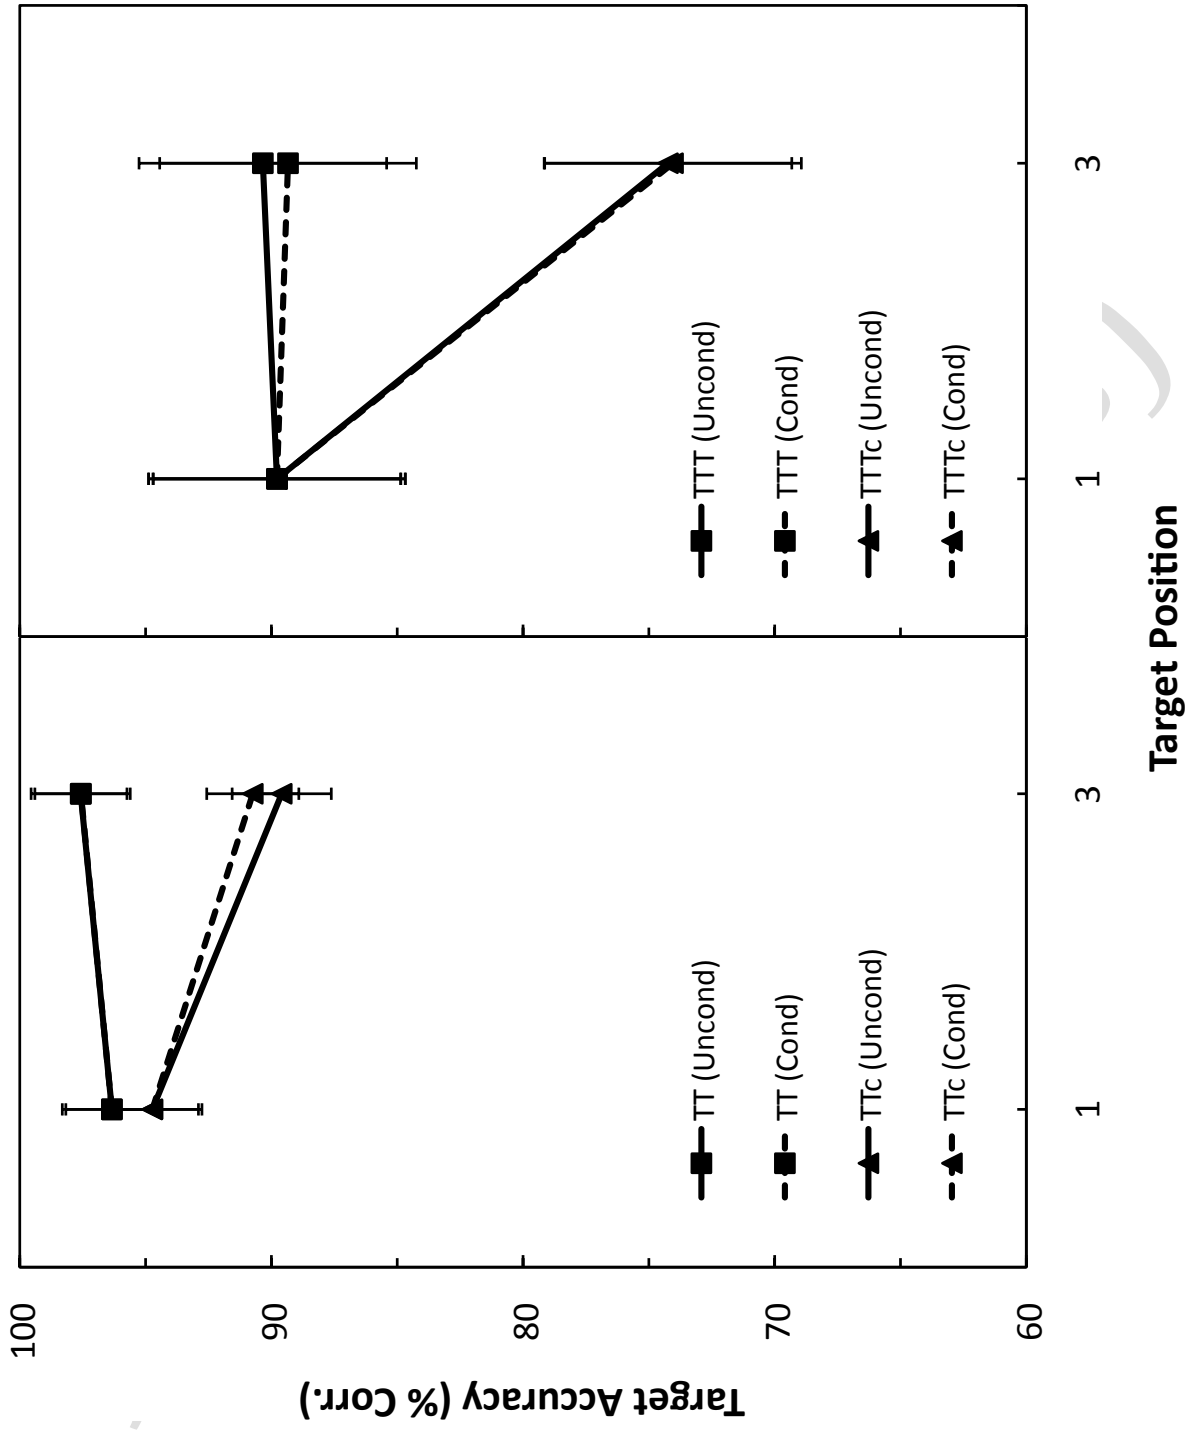 Target Accuracy (% Corr.)
100
90
80
70
60
TT (Uncond)
TT (Cond)
TTc (Uncond)
TTc (Cond)
TTT (Uncond)
TTT (Cond)
TTTc (Uncond)
TTTc (Cond)
1
3
1
3
Target Position